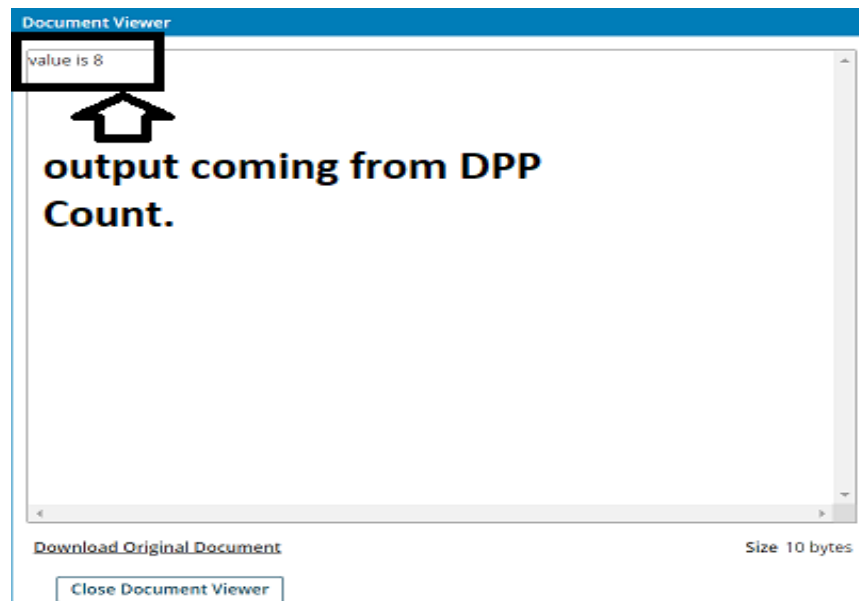 Document Viewer
value is 8
output coming from DPP
Count.
Download Original Document
Size 10 bytes
Close Document Viewer